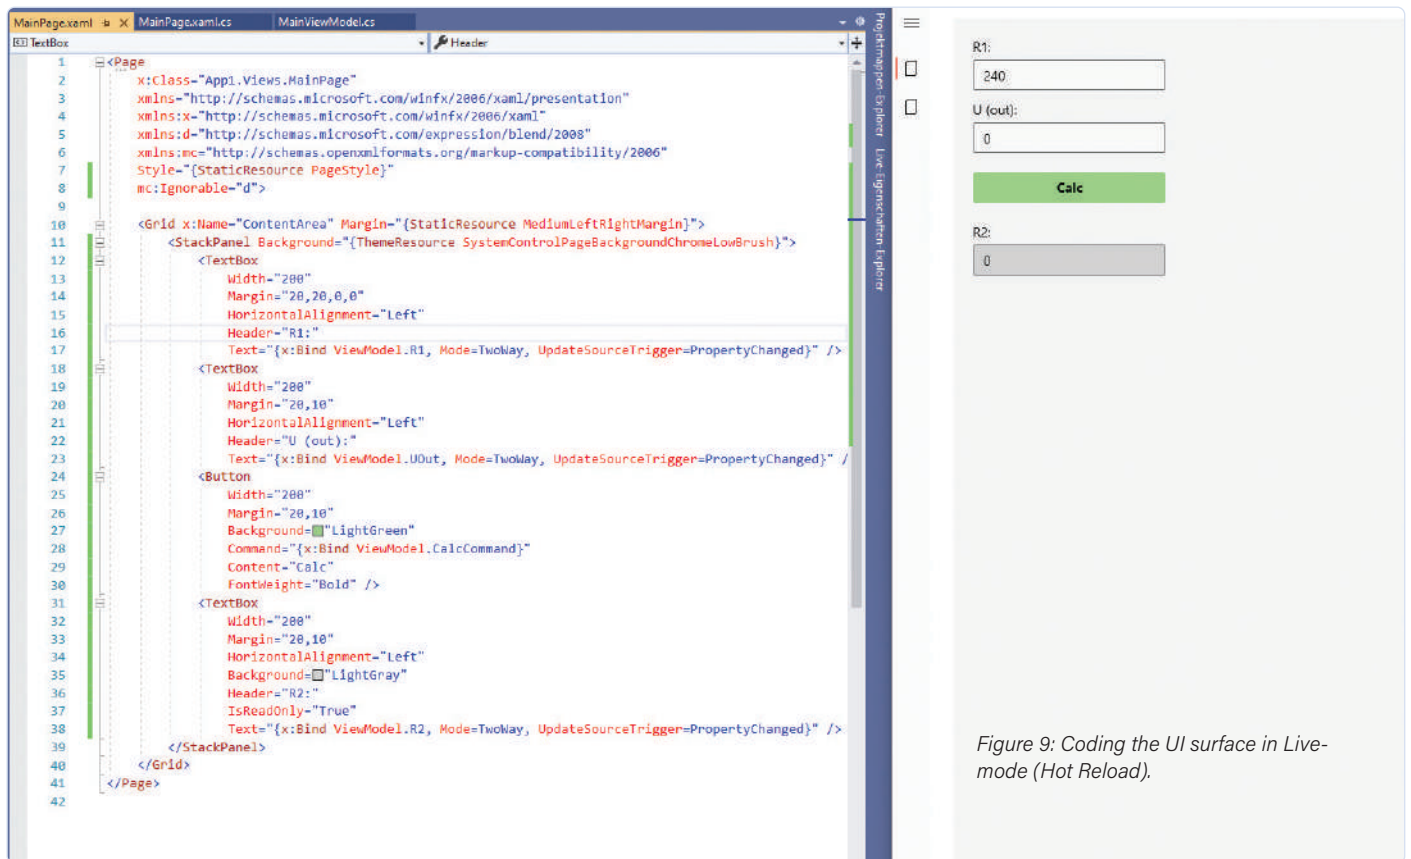 MainPage.xaml MainPage.xaml.cs MainViewModel.cs
TextBox Header
1 <Page
2 x:Class="App1.Views.MainPage"
3 xmlns="http://schemas.microsoft.com/winfx/2006/xaml/presentation"
4 xmlns:x="http://schemas.microsoft.com/winfx/2006/xaml"
5 xmlns:d="http://schemas.microsoft.com/expression/blend/2008"
6 xmlns:mc="http://schemas.openxmlformats.org/markup-compatibility/2006"
7 Style="{StaticResource PageStyle}"
8 mc:Ignorable="d">
9
10 <Grid x:Name="ContentArea" Margin="{StaticResource MediumLeftRightMargin}">
11 <StackPanel Background="{ThemeResource SystemControlPageBackgroundChromeLowBrush}">
12 <TextBox
13 Width="200"
14 Margin="20,20,0,0"
15 HorizontalAlignment="Left"
16 Header="R1:"
17 Text="{x:Bind ViewModel.R1, Mode=TwoWay, UpdateSourceTrigger=PropertyChanged}" />
18 <TextBox
19 Width="200"
20 Margin="20,10"
21 HorizontalAlignment="Left"
22 Header="U (out):"
23 Text="{x:Bind ViewModel.UOut, Mode=TwoWay, UpdateSourceTrigger=PropertyChanged}" /
24 <Button
25 Width="200"
26 Margin="20,10"
27 Background="LightGreen"
28 Command="{x:Bind ViewModel.CalcCommand}"
29 Content="Calc"
30 FontWeight="Bold" />
31 <TextBox
32 Width="200"
33 Margin="20,10"
34 HorizontalAlignment="Left"
35 Background="LightGray"
36 Header="R2:"
37 IsReadOnly="True"
38 Text="{x:Bind ViewModel.R2, Mode=TwoWay, UpdateSourceTrigger=PropertyChanged}" />
39 </StackPanel>
40 </Grid>
41 </Page>
42
Projektmappen-Explorer
Live-Eigenschaften-Explorer
R1:
240
U (out):
0
Calc
R2:
0
Figure 9: Coding the UI surface in Live-
mode (Hot Reload).